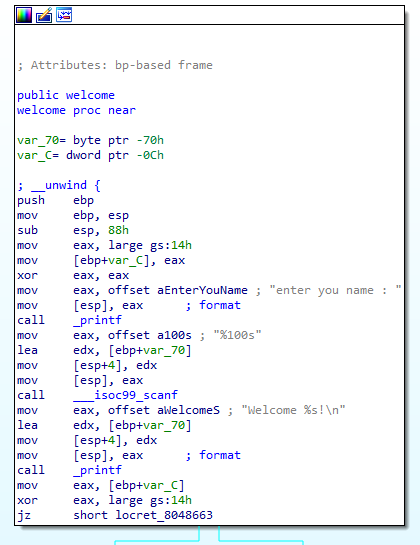 ; Attributes: bp-based frame
public welcome
welcome proc near
var_70= byte ptr -70h
var_C= dword ptr -0Ch
; __unwind {
push    ebp
mov     ebp, esp
sub     esp, 88h
mov     eax, large gs:14h
mov     [ebp+var_C], eax
xor     eax, eax
mov     eax, offset aEnterYouName ; "enter you name : "
mov     [esp], eax      ; format
call    _printf
mov     eax, offset a100s ; "%100s"
lea     edx, [ebp+var_70]
mov     [esp+4], edx
mov     [esp], eax
call    ___isoc99_scanf
mov     eax, offset aWelcomeS ; "Welcome %s!\n"
lea     edx, [ebp+var_70]
mov     [esp+4], edx
mov     [esp], eax      ; format
call    _printf
mov     eax, [ebp+var_C]
xor     eax, large gs:14h
jz      short locret_8048663